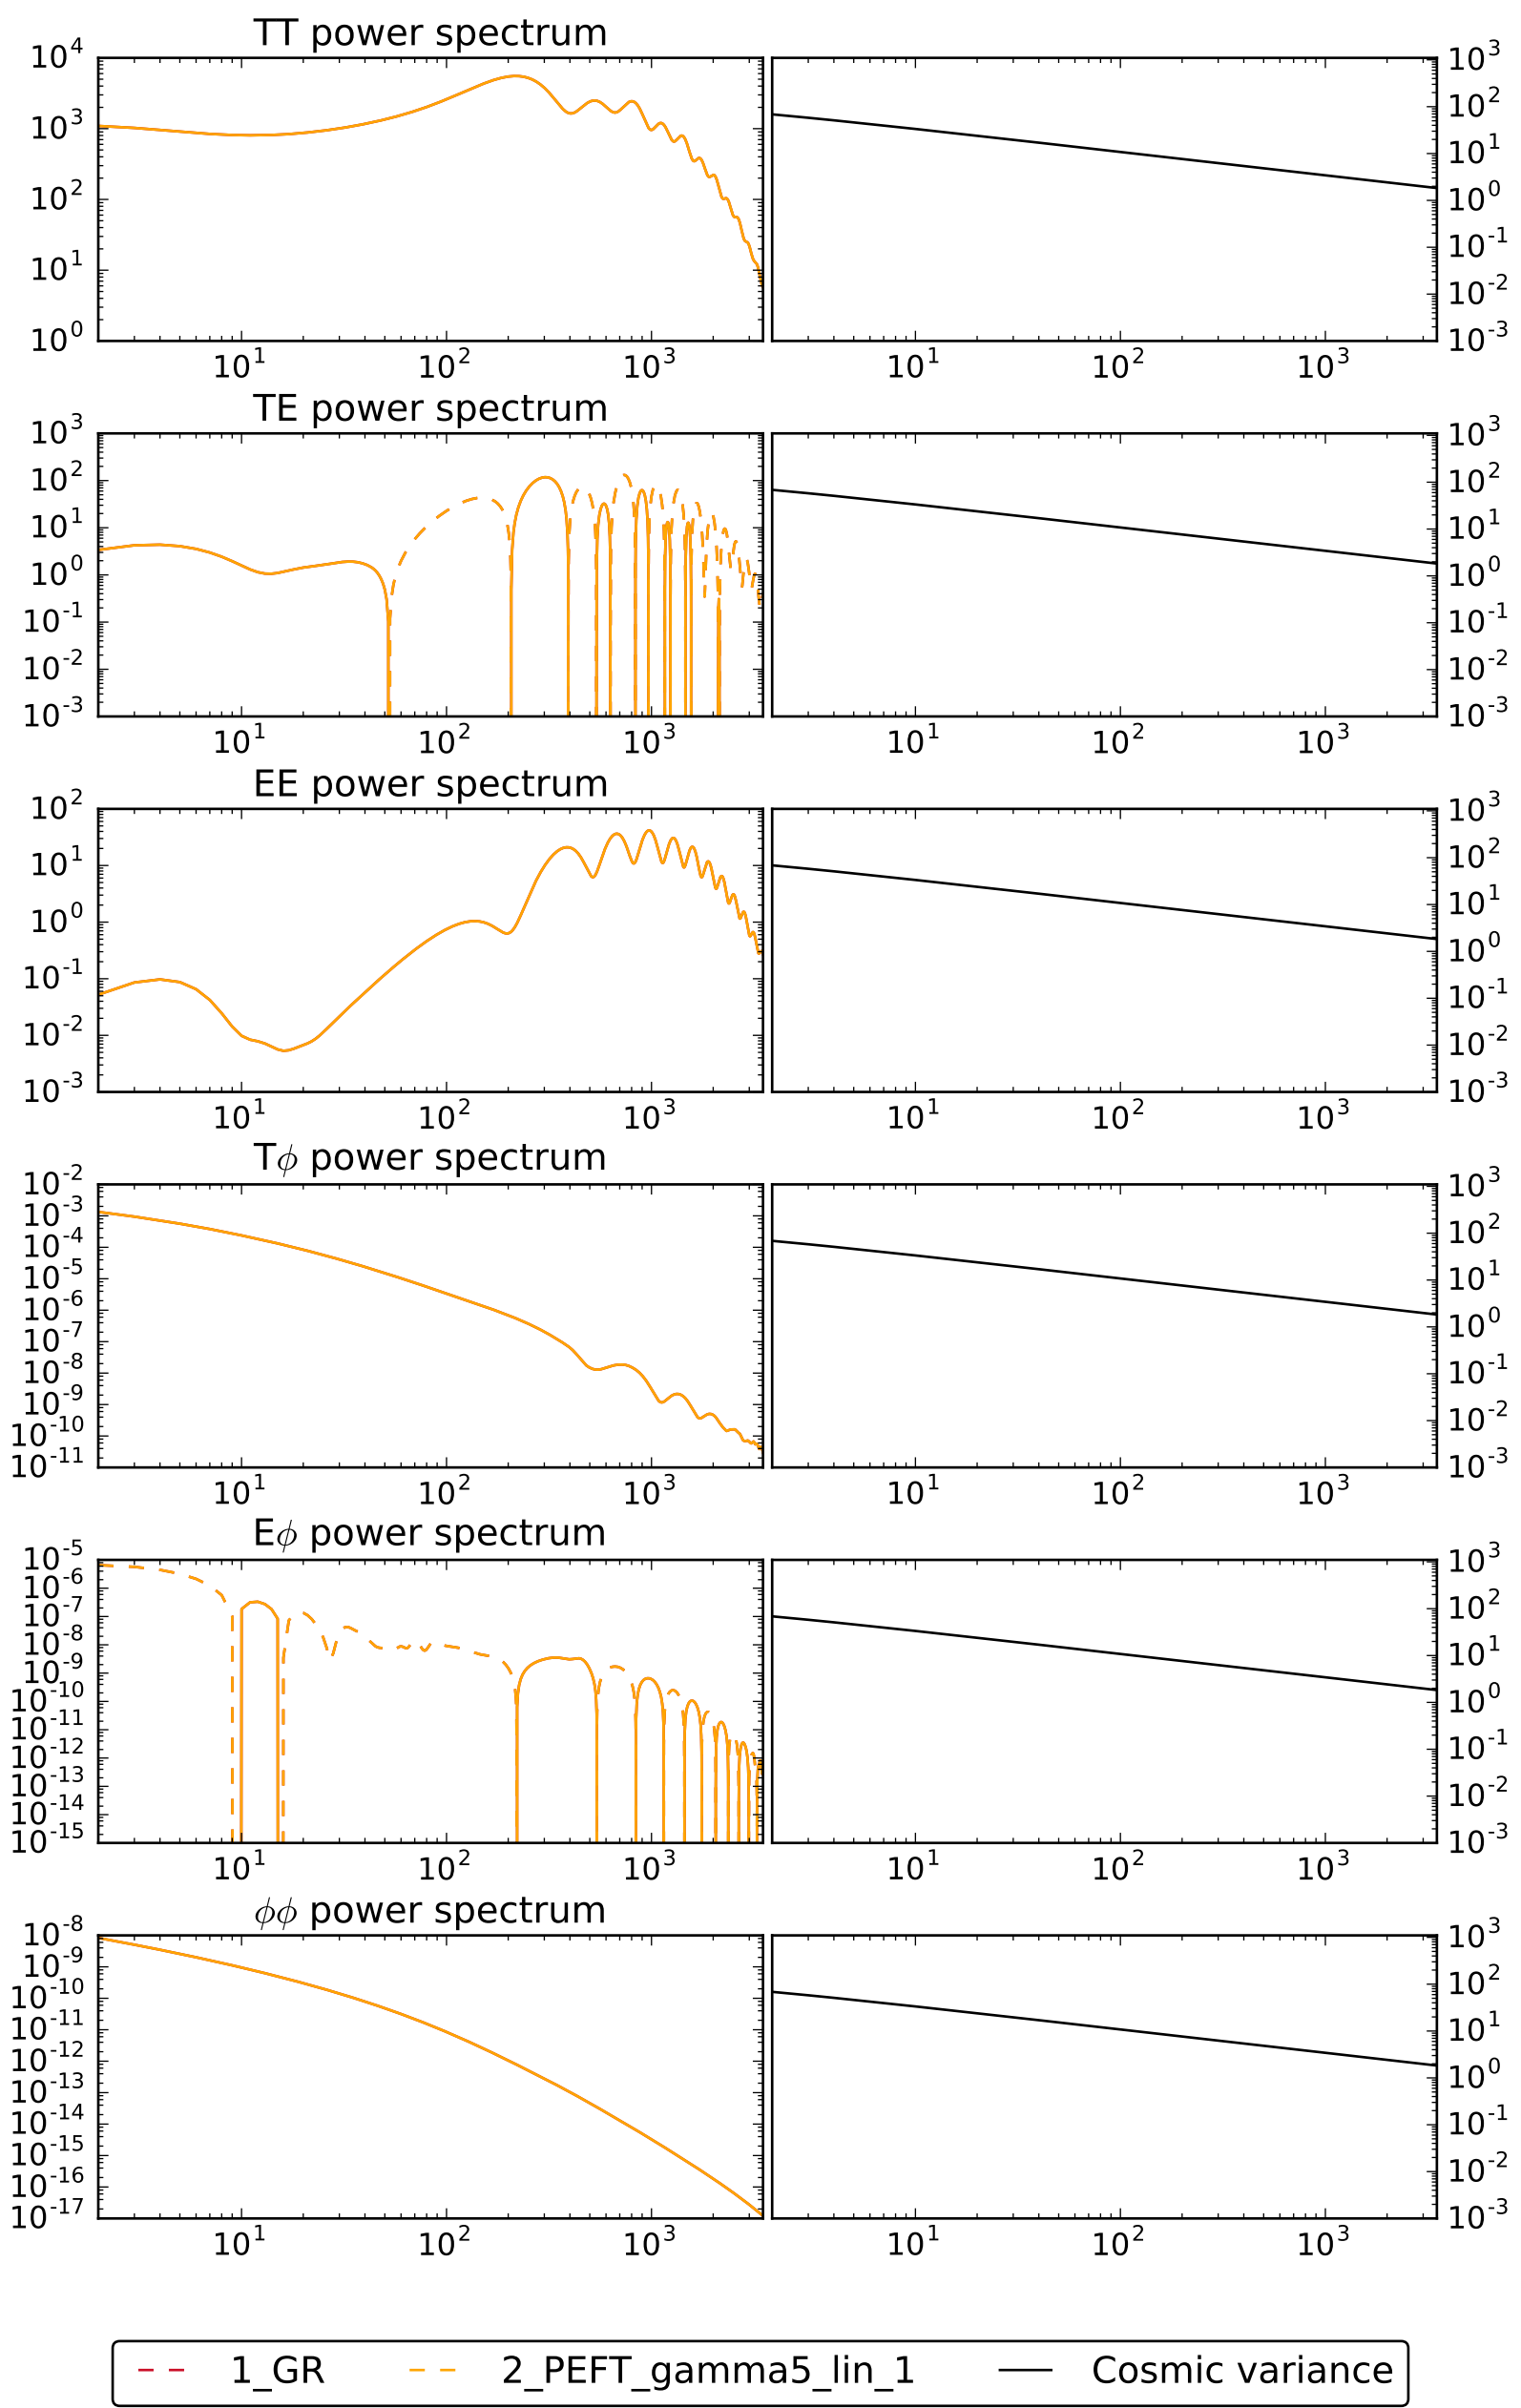 TT power spectrum
10^4 10^3 10^2 10^1 10^0
10^3 10^2 10^1 10^0 10^-1 10^-2 10^-3
10^1 10^2 10^3 10^1 10^2 10^3
TE power spectrum
10^3 10^2 10^1 10^0 10^-1 10^-2 10^-3
10^3 10^2 10^1 10^0 10^-1 10^-2 10^-3
10^1 10^2 10^3 10^1 10^2 10^3
EE power spectrum
10^2 10^1 10^0 10^-1 10^-2 10^-3
10^3 10^2 10^1 10^0 10^-1 10^-2 10^-3
10^1 10^2 10^3 10^1 10^2 10^3
Tϕ power spectrum
10^-2 10^-3 10^-4 10^-5 10^-6 10^-7 10^-8 10^-9 10^-10 10^-11
10^3 10^2 10^1 10^0 10^-1 10^-2 10^-3
10^1 10^2 10^3 10^1 10^2 10^3
Eϕ power spectrum
10^-5 10^-6 10^-7 10^-8 10^-9 10^-10 10^-11 10^-12 10^-13 10^-14 10^-15
10^3 10^2 10^1 10^0 10^-1 10^-2 10^-3
10^1 10^2 10^3 10^1 10^2 10^3
ϕϕ power spectrum
10^-8 10^-9 10^-10 10^-11 10^-12 10^-13 10^-14 10^-15 10^-16 10^-17
10^3 10^2 10^1 10^0 10^-1 10^-2 10^-3
10^1 10^2 10^3 10^1 10^2 10^3
1_GR 2_PEFT_gamma5_lin_1 Cosmic variance